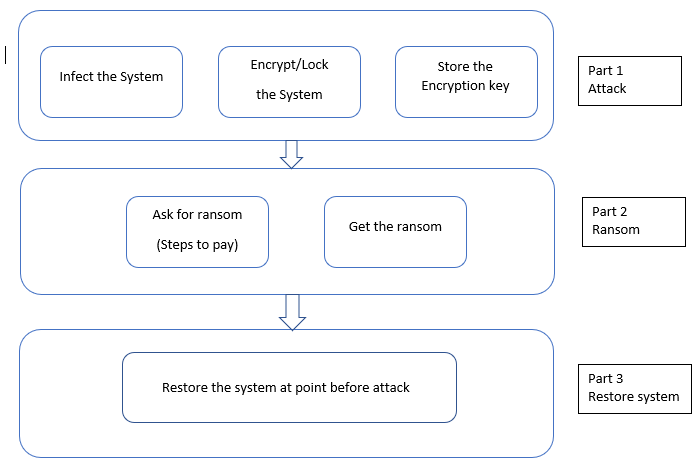 Infect the System
Encrypt/Lock
the System
Store the
Encryption key
Part 1
Attack
Ask for ransom
(Steps to pay)
Get the ransom
Part 2
Ransom
Restore the system at point before attack
Part 3
Restore system